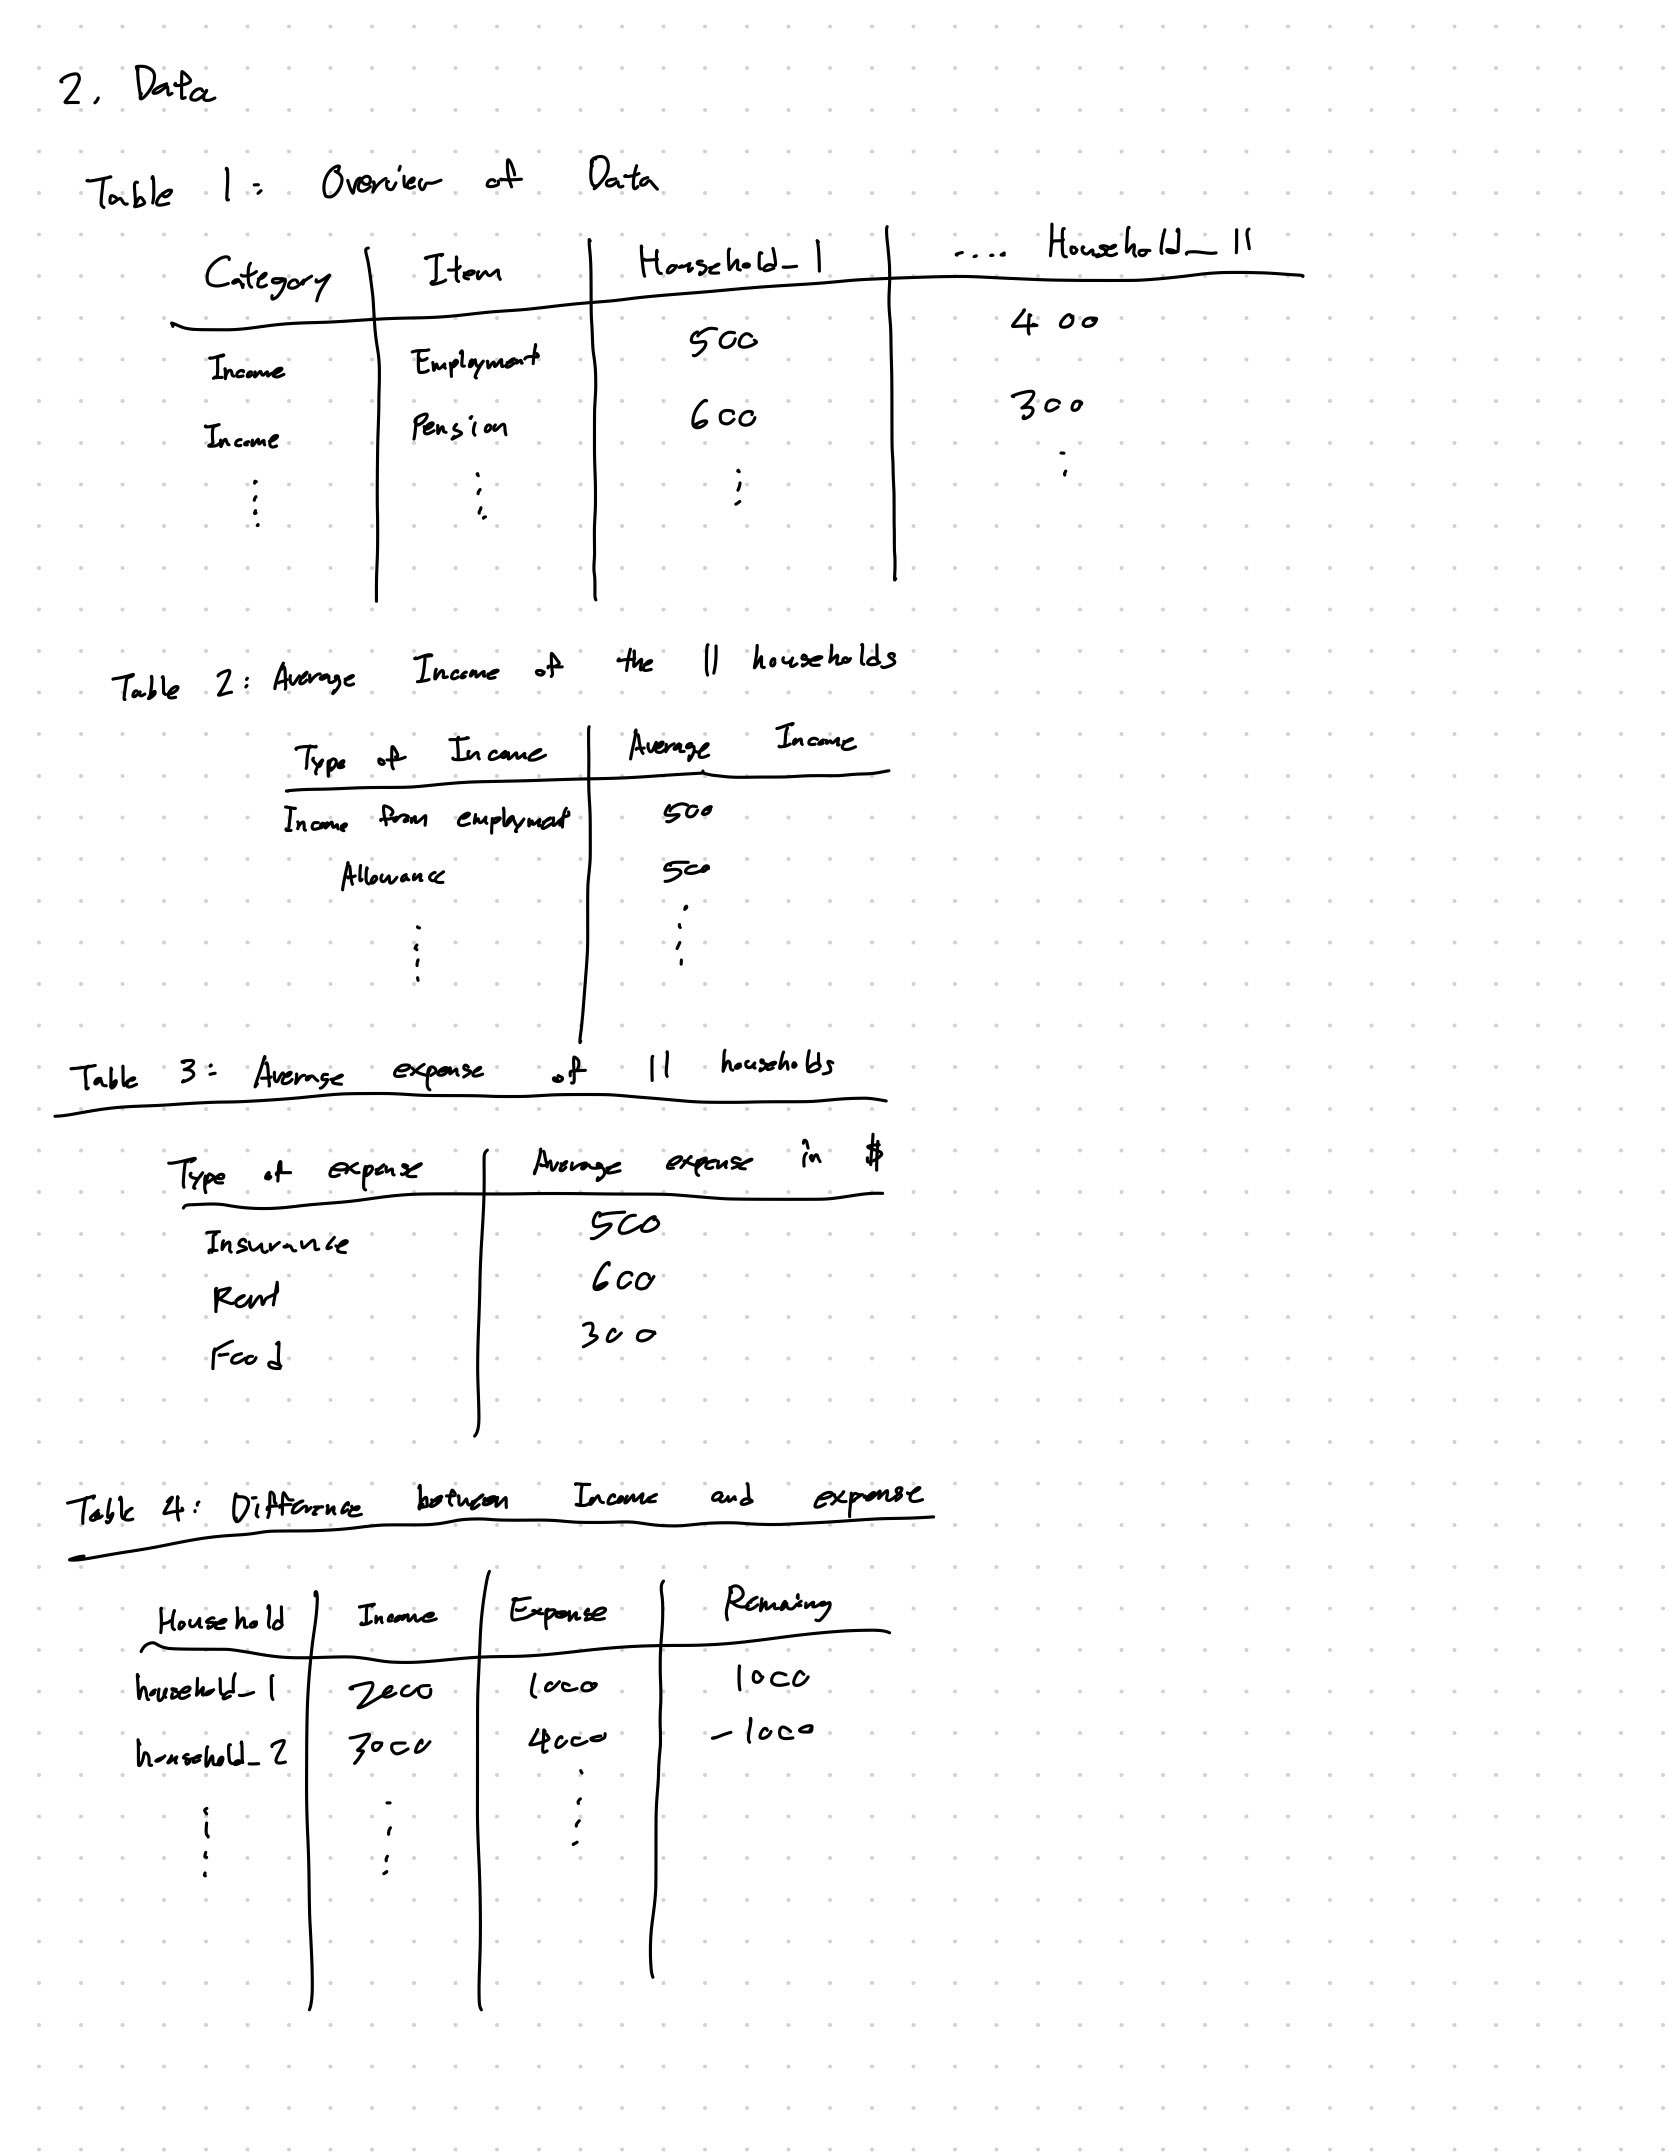 2. Data
Table 1: Overview of Data
Category Item Household_1 .... Household_11
Income Employment 500 400
Income Pension 600 300
Table 2: Average Income of the 11 households
Type of Income Average Income
Income from employment 500
Allowance 500
Table 3: Average expense of 11 households
Type of expense Average expense in $
Insurance 500
Rent 600
Food 300
Table 4: Difference between Income and expense
Household Income Expense Remaining
household_1 2000 1000 1000
household_2 3000 4000 -1000